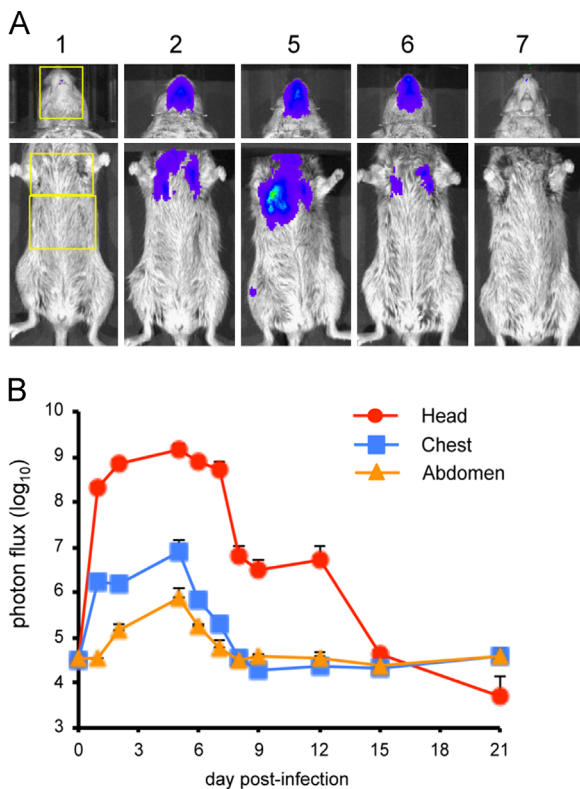 A
1 2 5 6 7
B
photon flux (log10)
10
9
8
7
6
5
4
3
Head
Chest
Abdomen
0 3 6 9 12 15 18 21
day post-infection